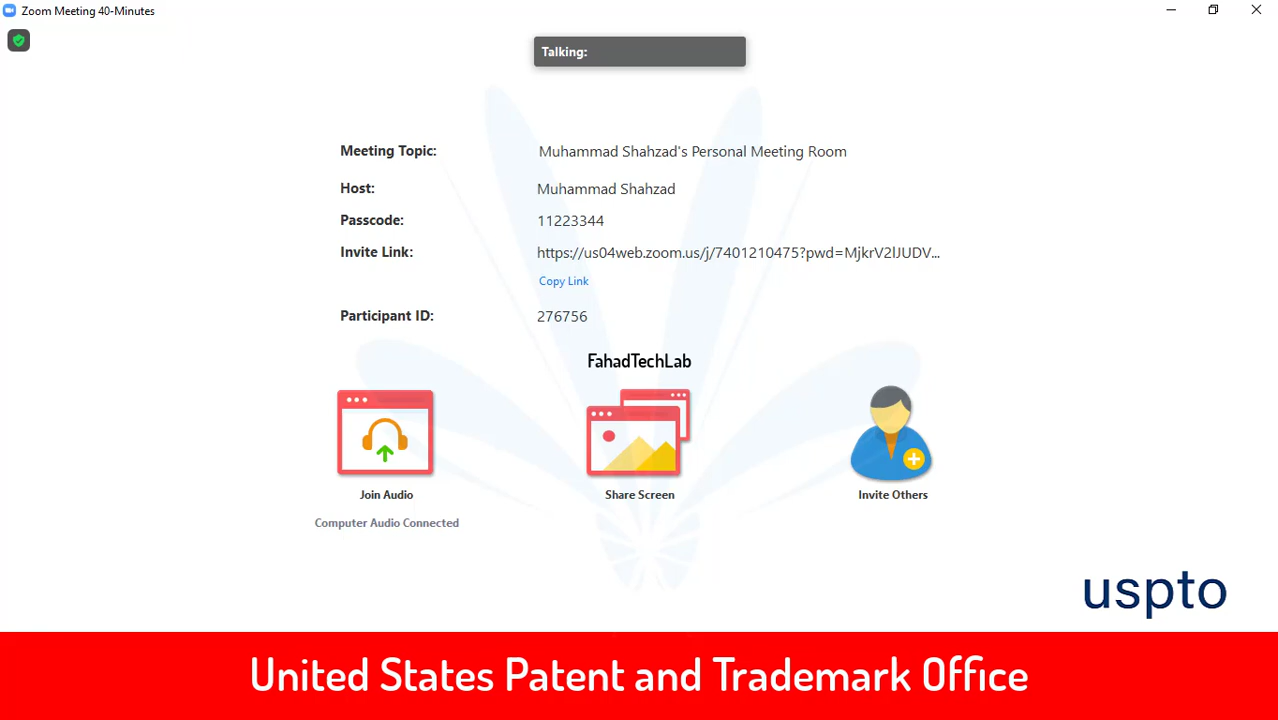 Zoom Meeting 40-Minutes
Talking:
Meeting Topic: Muhammad Shahzad's Personal Meeting Room
Host: Muhammad Shahzad
Passcode: 11223344
Invite Link: https://us04web.zoom.us/j/7401210475?pwd=MjkrV2lJUDV...
Copy Link
Participant ID: 276756
FahadTechLab
Join Audio Share Screen Invite Others
Computer Audio Connected
uspto
United States Patent and Trademark Office